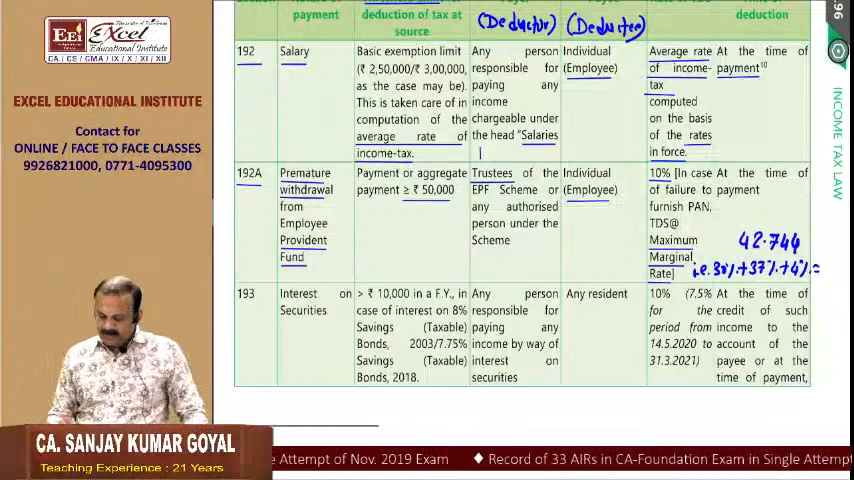 EEi
Excel
Educational Institute
CA / CS / CMA / IX / X / XI / XII
EXCEL EDUCATIONAL INSTITUTE
Contact for
ONLINE / FACE TO FACE CLASSES
9926821000, 0771-4095300
payment
deduction of tax at
source
(Deductor)
(Deductee)
deduction
192
Salary
Basic exemption limit
(₹ 2,50,000/₹ 3,00,000,
as the case may be).
This is taken care of in
computation of the
average rate of
income-tax.
Any person
responsible for
paying any
income
chargeable under
the head "Salaries
Individual
(Employee)
Average rate
of income-
tax
computed
on the basis
of the rates
in force.
At the time of
payment10
192A
Premature
withdrawal
from
Employee
Provident
Fund
Payment or aggregate
payment ≥ ₹ 50,000
Trustees of the
EPF Scheme or
any authorised
person under the
Scheme
Individual
(Employee)
10% [In case
of failure to
furnish PAN,
TDS@
Maximum
Marginal
Rate]
At the time of
payment
42.744
i.e. 30%+37%+4%=
193
Interest on
Securities
> ₹ 10,000 in a F.Y., in
case of interest on 8%
Savings (Taxable)
Bonds, 2003/7.75%
Savings (Taxable)
Bonds, 2018.
Any person
responsible for
paying any
income by way of
interest on
securities
Any resident
10% (7.5%
for the
period from
14.5.2020 to
31.3.2021)
At the time of
credit of such
income to the
account of the
payee or at the
time of payment,
96
INCOME TAX LAW
CA. SANJAY KUMAR GOYAL
Teaching Experience : 21 Years
e Attempt of Nov. 2019 Exam ♦ Record of 33 AIRs in CA-Foundation Exam in Single Attempt